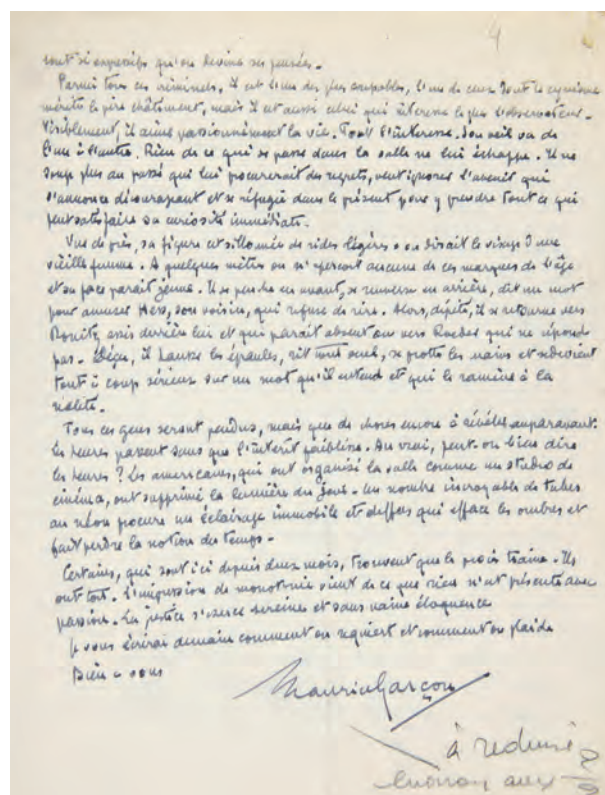 4
sont si expressifs qu'on devine ses pensées.
Parmi tous ces criminels, il est l'un des plus coupables, l'un de ceux dont le cynisme
mérite le pire châtiment, mais il est aussi celui qui intéresse le plus l'observateur.
Visiblement, il aime passionnément la vie. Tout l'intéresse. Son oeil va de
l'un à l'autre. Rien de ce qui se passe dans la salle ne lui échappe. Il ne
songe plus au passé qui lui procurerait des regrets, veut ignorer l'avenir qui
s'annonce décourageant et se réfugie dans le présent pour y prendre tout ce qui
peut satisfaire sa curiosité immédiate.
Vue de près, sa figure est sillonnée de rides légères : on dirait le visage d'une
vieille femme. A quelques mètres on n'aperçoit aucune de ces marques de l'âge
et sa face paraît jeune. Il se penche en avant, se renverse en arrière, dit un mot
pour amuser Hess, son voisin, qui refuse de rire. Alors, dépité, il se retourne vers
Dönitz, assis derrière lui et qui paraît absent ou vers Raeder qui ne répond
pas. Déçu, il hausse les épaules, rit tout seul, se frotte les mains et redevient
tout à coup sérieux sur un mot qu'il entend et qui le ramène à la
réalité.
Tous ces gens seront pendus, mais que de choses encore à révéler auparavant.
Les heures passent sans que l'intérêt faiblisse. Au vrai, peut-on bien dire
les heures ? Les américains, qui ont organisé la salle comme un studio de
cinéma, ont supprimé la lumière du jour. Un nombre incroyable de tubes
au néon procure un éclairage immobile et diffus qui efface les ombres et
fait perdre la notion du temps.
Certains, qui sont ici depuis deux mois, trouvent que le procès traîne. Ils
ont tort. L'impression de monotonie vient de ce que rien n'est présenté avec
passion. La justice s'exerce sereine et sans vaine éloquence
Je vous écrirai demain comment on requiert et comment on plaide
Bien à vous
Maurice Garçon
à réduire